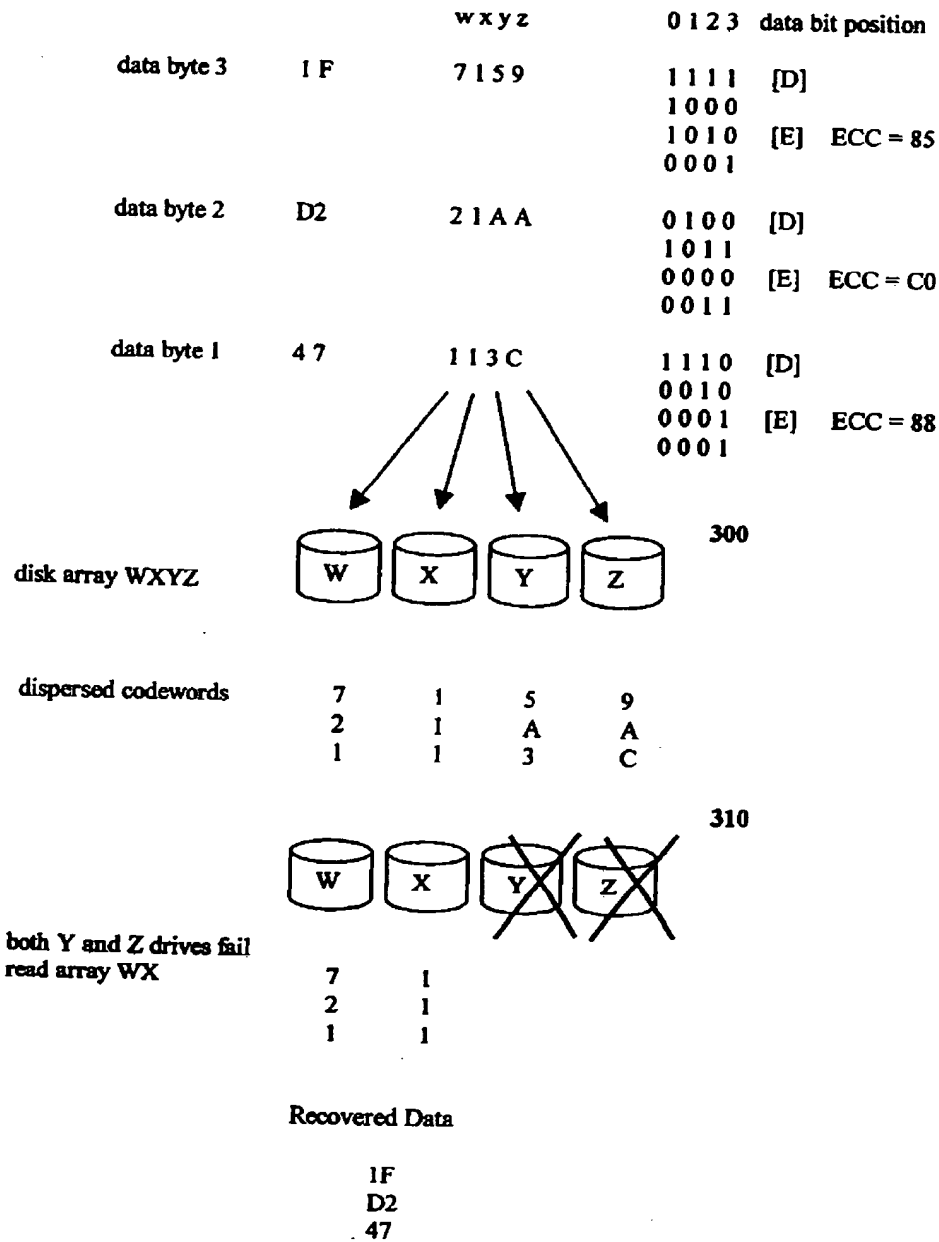 w x y z 0 1 2 3 data bit position
data byte 3 1 F 7 1 5 9 1 1 1 1 [D]
1 0 0 0
1 0 1 0 [E] ECC = 85
0 0 0 1
data byte 2 D2 2 1 A A 0 1 0 0 [D]
1 0 1 1
0 0 0 0 [E] ECC = C0
0 0 1 1
data byte 1 4 7 1 1 3 C 1 1 1 0 [D]
0 0 1 0
0 0 0 1 [E] ECC = 88
0 0 0 1
300
disk array WXYZ W X Y Z
dispersed codewords 7 1 5 9
2 1 A A
1 1 3 C
310
W X Y Z
both Y and Z drives fail
read array WX 7 1
2 1
1 1
Recovered Data
1F
D2
47